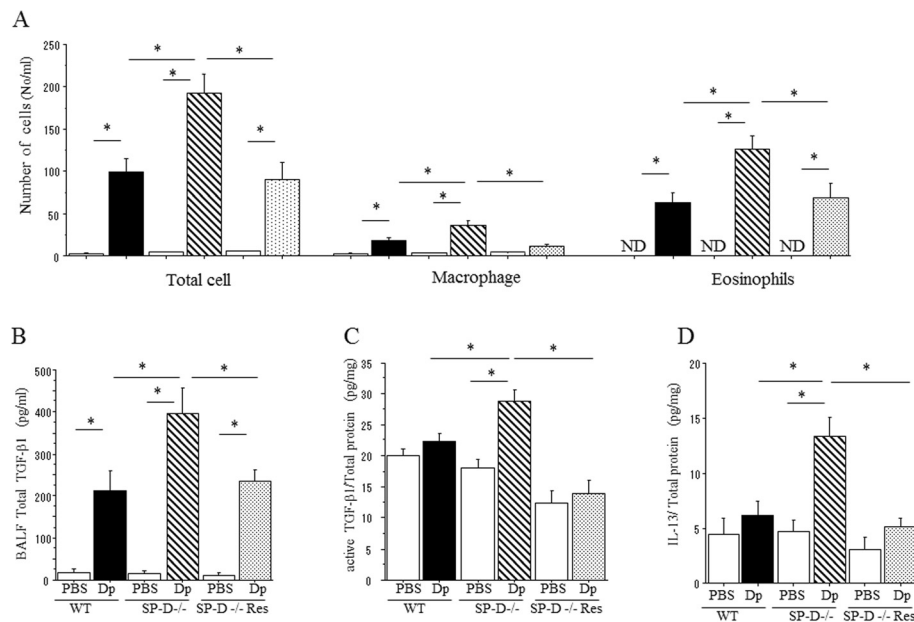 A
Number of cells (No/ml)
250
200
150
100
50
0
* * * * * * * * * * * *
ND ND ND
Total cell Macrophage Eosinophils
B
BALF Total TGF-β1 (pg/ml)
500
400
300
200
100
0
* * * * *
PBS Dp PBS Dp PBS Dp
WT SP-D-/- SP-D -/- Res
C
active TGF-β1/Total protein (pg/mg)
35
30
25
20
15
10
5
0
* * *
PBS Dp PBS Dp PBS Dp
WT SP-D-/- SP-D -/- Res
D
IL-13/ Total protein (pg/mg)
20
15
10
5
0
* * *
PBS Dp PBS Dp PBS Dp
WT SP-D-/- SP-D -/- Res